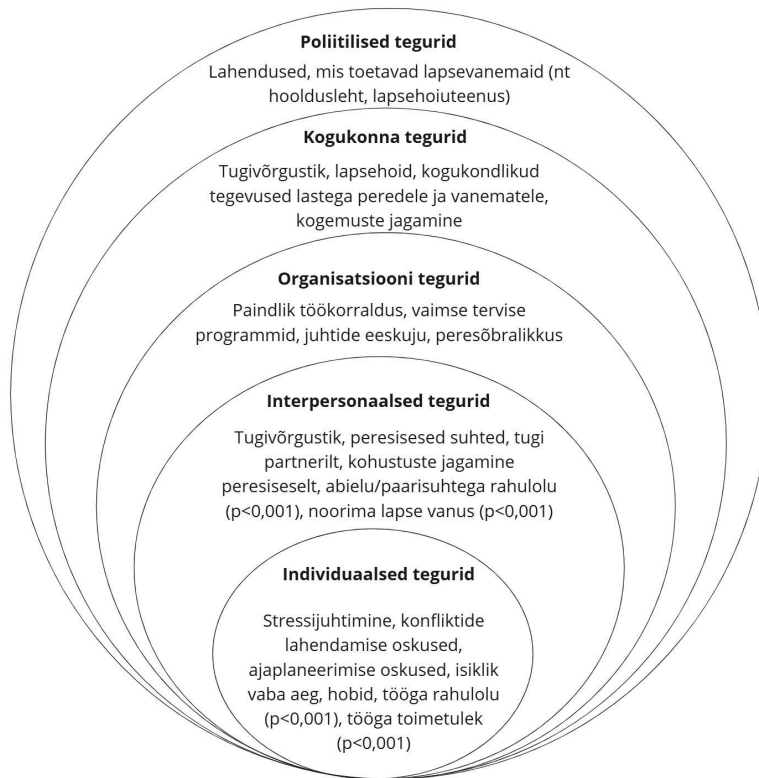 Poliitilised tegurid
Lahendused, mis toetavad lapsevanemaid (nt
hooldusleht, lapsehoiuteenus)
Kogukonna tegurid
Tugivõrgustik, lapsehoid, kogukondlikud
tegevused lastega peredele ja vanematele,
kogemuste jagamine
Organisatsiooni tegurid
Paindlik töökorraldus, vaimse tervise
programmid, juhtide eeskuju, peresõbralikkus
Interpersonaalsed tegurid
Tugivõrgustik, peresisesed suhted, tugi
partnerilt, kohustuste jagamine
peresiseselt, abielu/paarisuhtega rahulolu
(p<0,001), noorima lapse vanus (p<0,001)
Individuaalsed tegurid
Stressijuhtimine, konfliktide
lahendamise oskused,
ajaplaneerimise oskused, isiklik
vaba aeg, hobid, tööga rahulolu
(p<0,001), tööga toimetulek
(p<0,001)